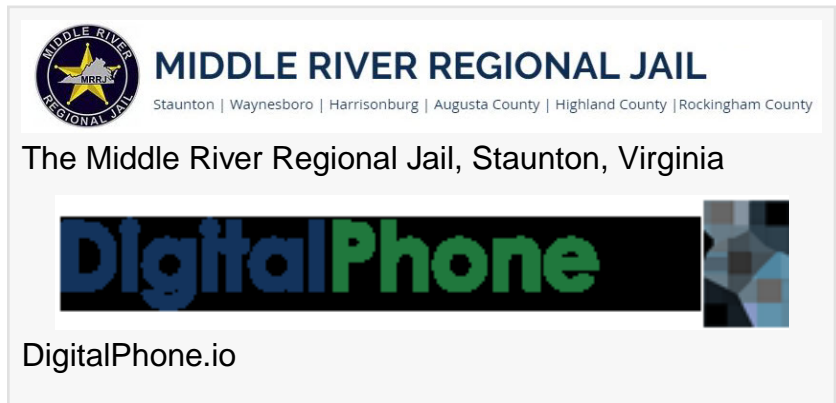 MIDDLE RIVER
MRRJ
REGIONAL JAIL
MIDDLE RIVER REGIONAL JAIL
Staunton | Waynesboro | Harrisonburg | Augusta County | Highland County |Rockingham County
The Middle River Regional Jail, Staunton, Virginia
DigitalPhone
DigitalPhone.io